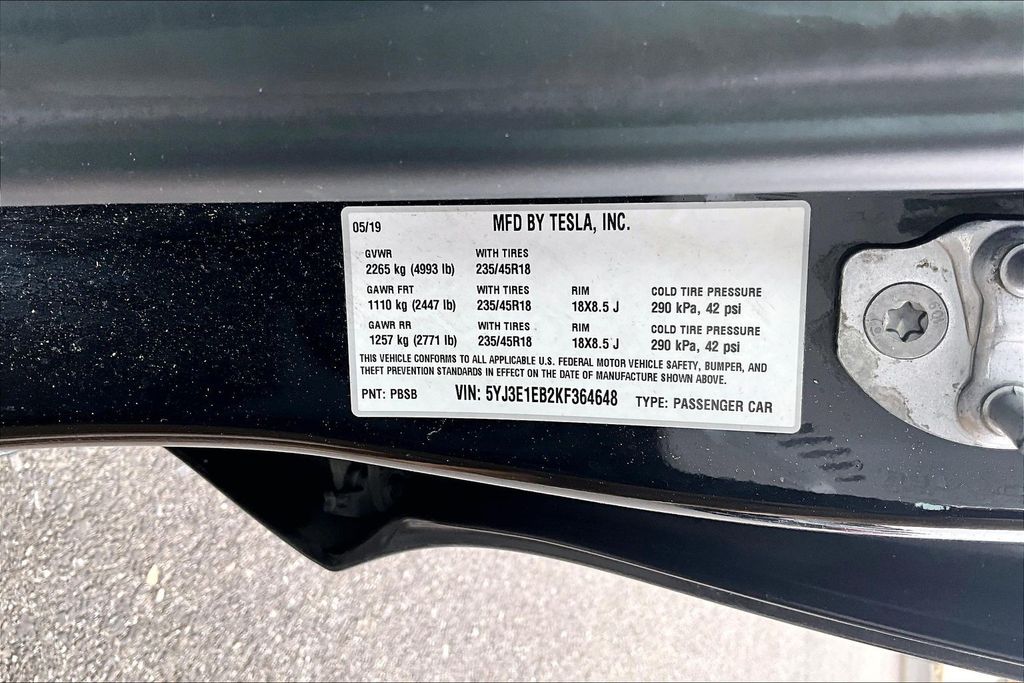 05/19 MFD BY TESLA, INC.
GVWR WITH TIRES
2265 kg (4993 lb) 235/45R18
GAWR FRT WITH TIRES RIM COLD TIRE PRESSURE
1110 kg (2447 lb) 235/45R18 18X8.5 J 290 kPa, 42 psi
GAWR RR WITH TIRES RIM COLD TIRE PRESSURE
1257 kg (2771 lb) 235/45R18 18X8.5 J 290 kPa, 42 psi
THIS VEHICLE CONFORMS TO ALL APPLICABLE U.S. FEDERAL MOTOR VEHICLE SAFETY, BUMPER, AND
THEFT PREVENTION STANDARDS IN EFFECT ON THE DATE OF MANUFACTURE SHOWN ABOVE.
PNT: PBSB VIN: 5YJ3E1EB2KF364648 TYPE: PASSENGER CAR